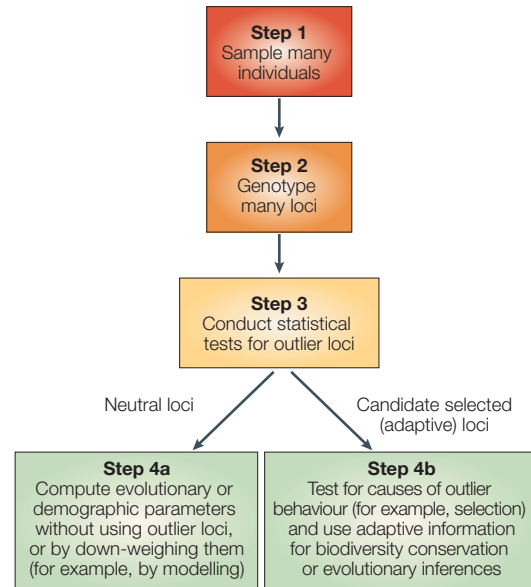 Step 1
Sample many
individuals
Step 2
Genotype
many loci
Step 3
Conduct statistical
tests for outlier loci
Neutral loci
Candidate selected
(adaptive) loci
Step 4a
Compute evolutionary or
demographic parameters
without using outlier loci,
or by down-weighing them
(for example, by modelling)
Step 4b
Test for causes of outlier
behaviour (for example, selection)
and use adaptive information
for biodiversity conservation
or evolutionary inferences